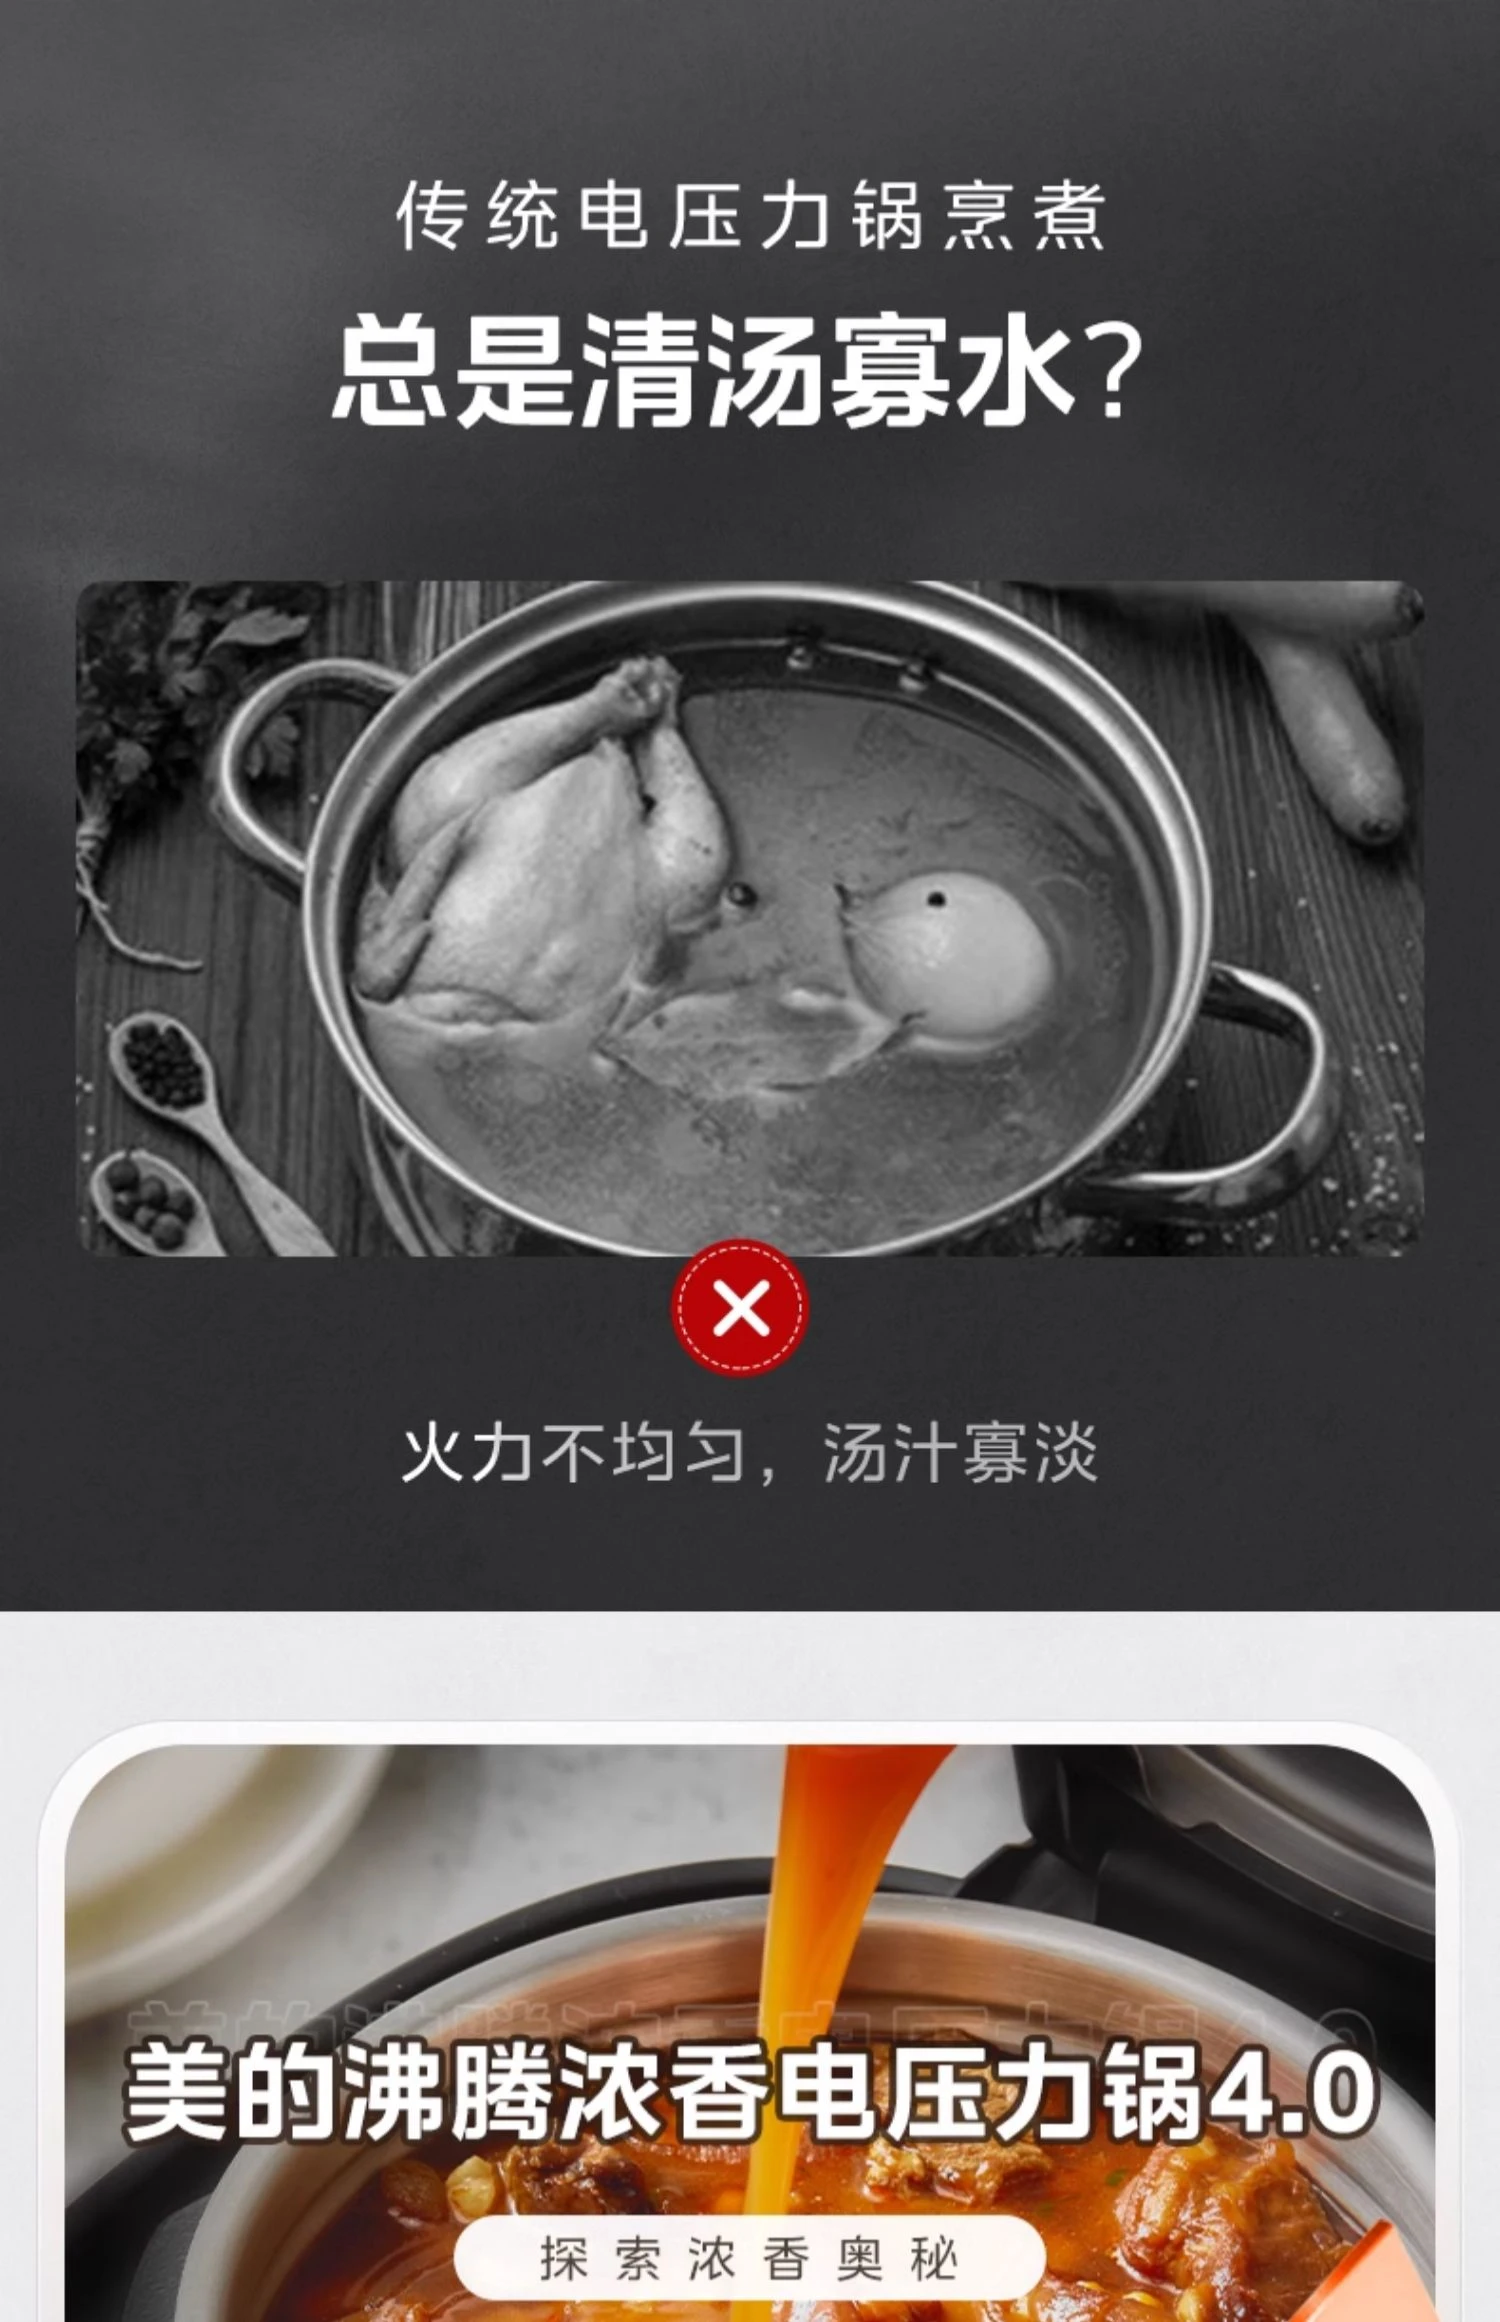 传统电压力锅烹煮
总是清汤寡水?
火力不均匀，汤汁寡淡
美的沸腾浓香电压力锅4.0
探索浓香奥秘